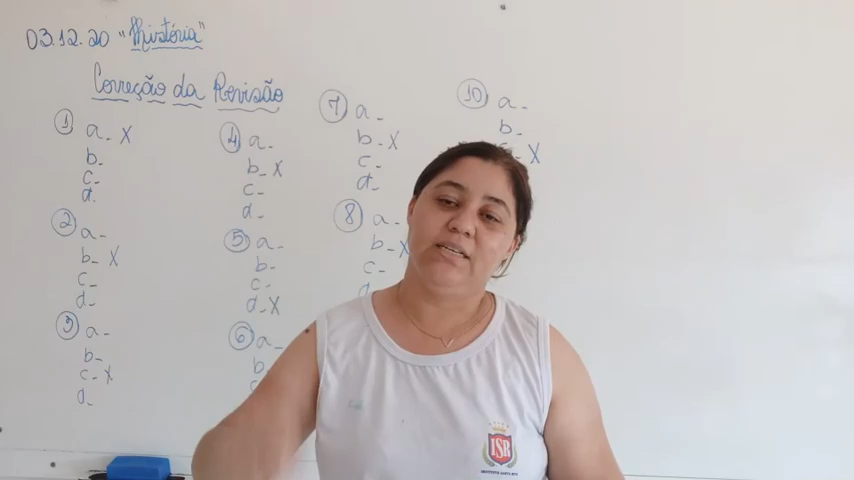 03.12.20 "História"
Correção da Revisão
1
a- X
b-
c-
d-
2
a-
b- X
c-
d-
3
a-
b-
c- X
d-
4
a-
b- X
c-
d-
5
a-
b-
c-
d- X
6
a-
b-
7
a-
b- X
c-
d-
8
a-
b- X
c-
10
a-
b-
X
ISR